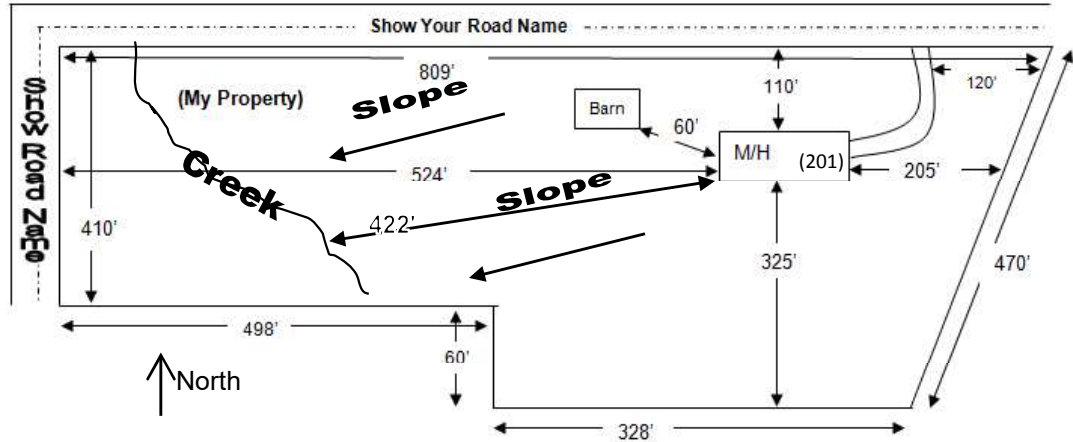 Show Your Road Name
809'
110'
120'
Show Road Name
(My Property)
Slope
Barn
60'
M/H
(201)
Creek
524'
Slope
205'
410'
422'
325'
470'
498'
60'
North
328'